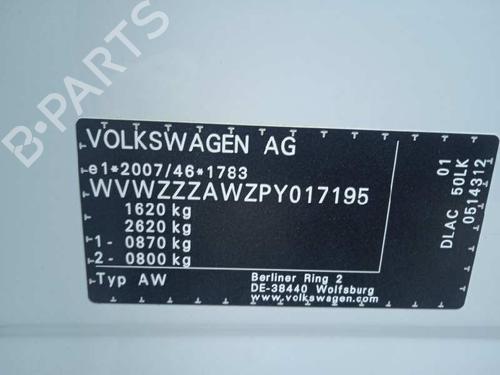 B-PARTS
VOLKSWAGEN AG
e1*2007/46*1783
WVWZZZAWZPY017195
1620 kg
2620 kg
1 - 0870 kg
2 - 0800 kg
Typ AW
Berliner Ring 2
DE-38440 Wolfsburg
www.volkswagen.com
01
DLAC 50LK
0514312